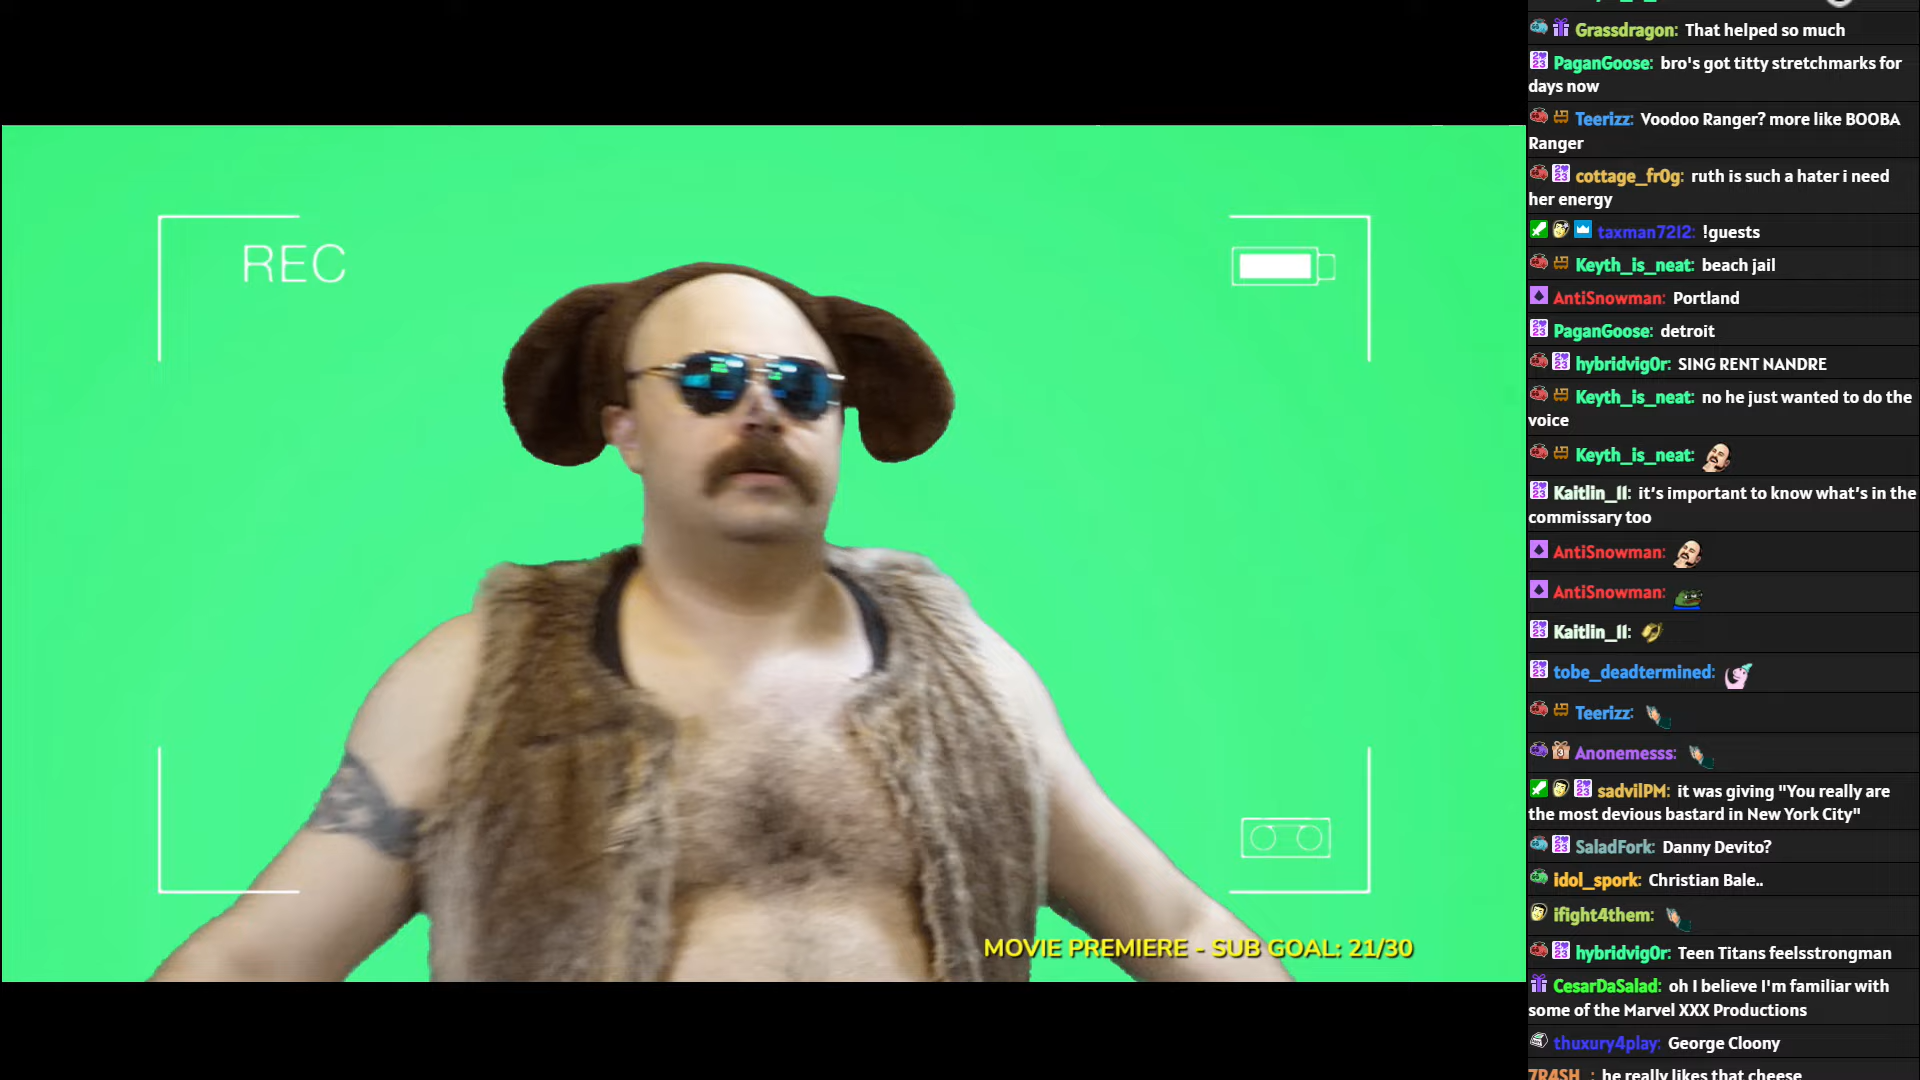 REC
MOVIE PREMIERE - SUB GOAL: 21/30
Grassdragon: That helped so much
PaganGoose: bro's got titty stretchmarks for
days now
Teerizz: Voodoo Ranger? more like BOOBA
Ranger
cottage_fr0g: ruth is such a hater i need
her energy
taxman7212: !guests
Keyth_is_neat: beach jail
AntiSnowman: Portland
PaganGoose: detroit
hybridvig0r: SING RENT NANDRE
Keyth_is_neat: no he just wanted to do the
voice
Keyth_is_neat:
Kaitlin_11: it's important to know what's in the
commissary too
AntiSnowman:
AntiSnowman:
Kaitlin_11:
tobe_deadtermined:
Teerizz:
Anonemesss:
sadvilPM: it was giving "You really are
the most devious bastard in New York City"
SaladFork: Danny Devito?
idol_spork: Christian Bale..
ifight4them:
hybridvig0r: Teen Titans feelsstrongman
CesarDaSalad: oh I believe I'm familiar with
some of the Marvel XXX Productions
thuxury4play: George Cloony
7R4SH_: he really likes that cheese